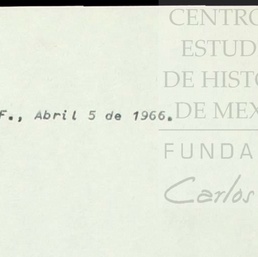 CENTRO
ESTUD
DE HISTO
DE MEX
F., Abril 5 de 1966.
FUNDA
Carlos